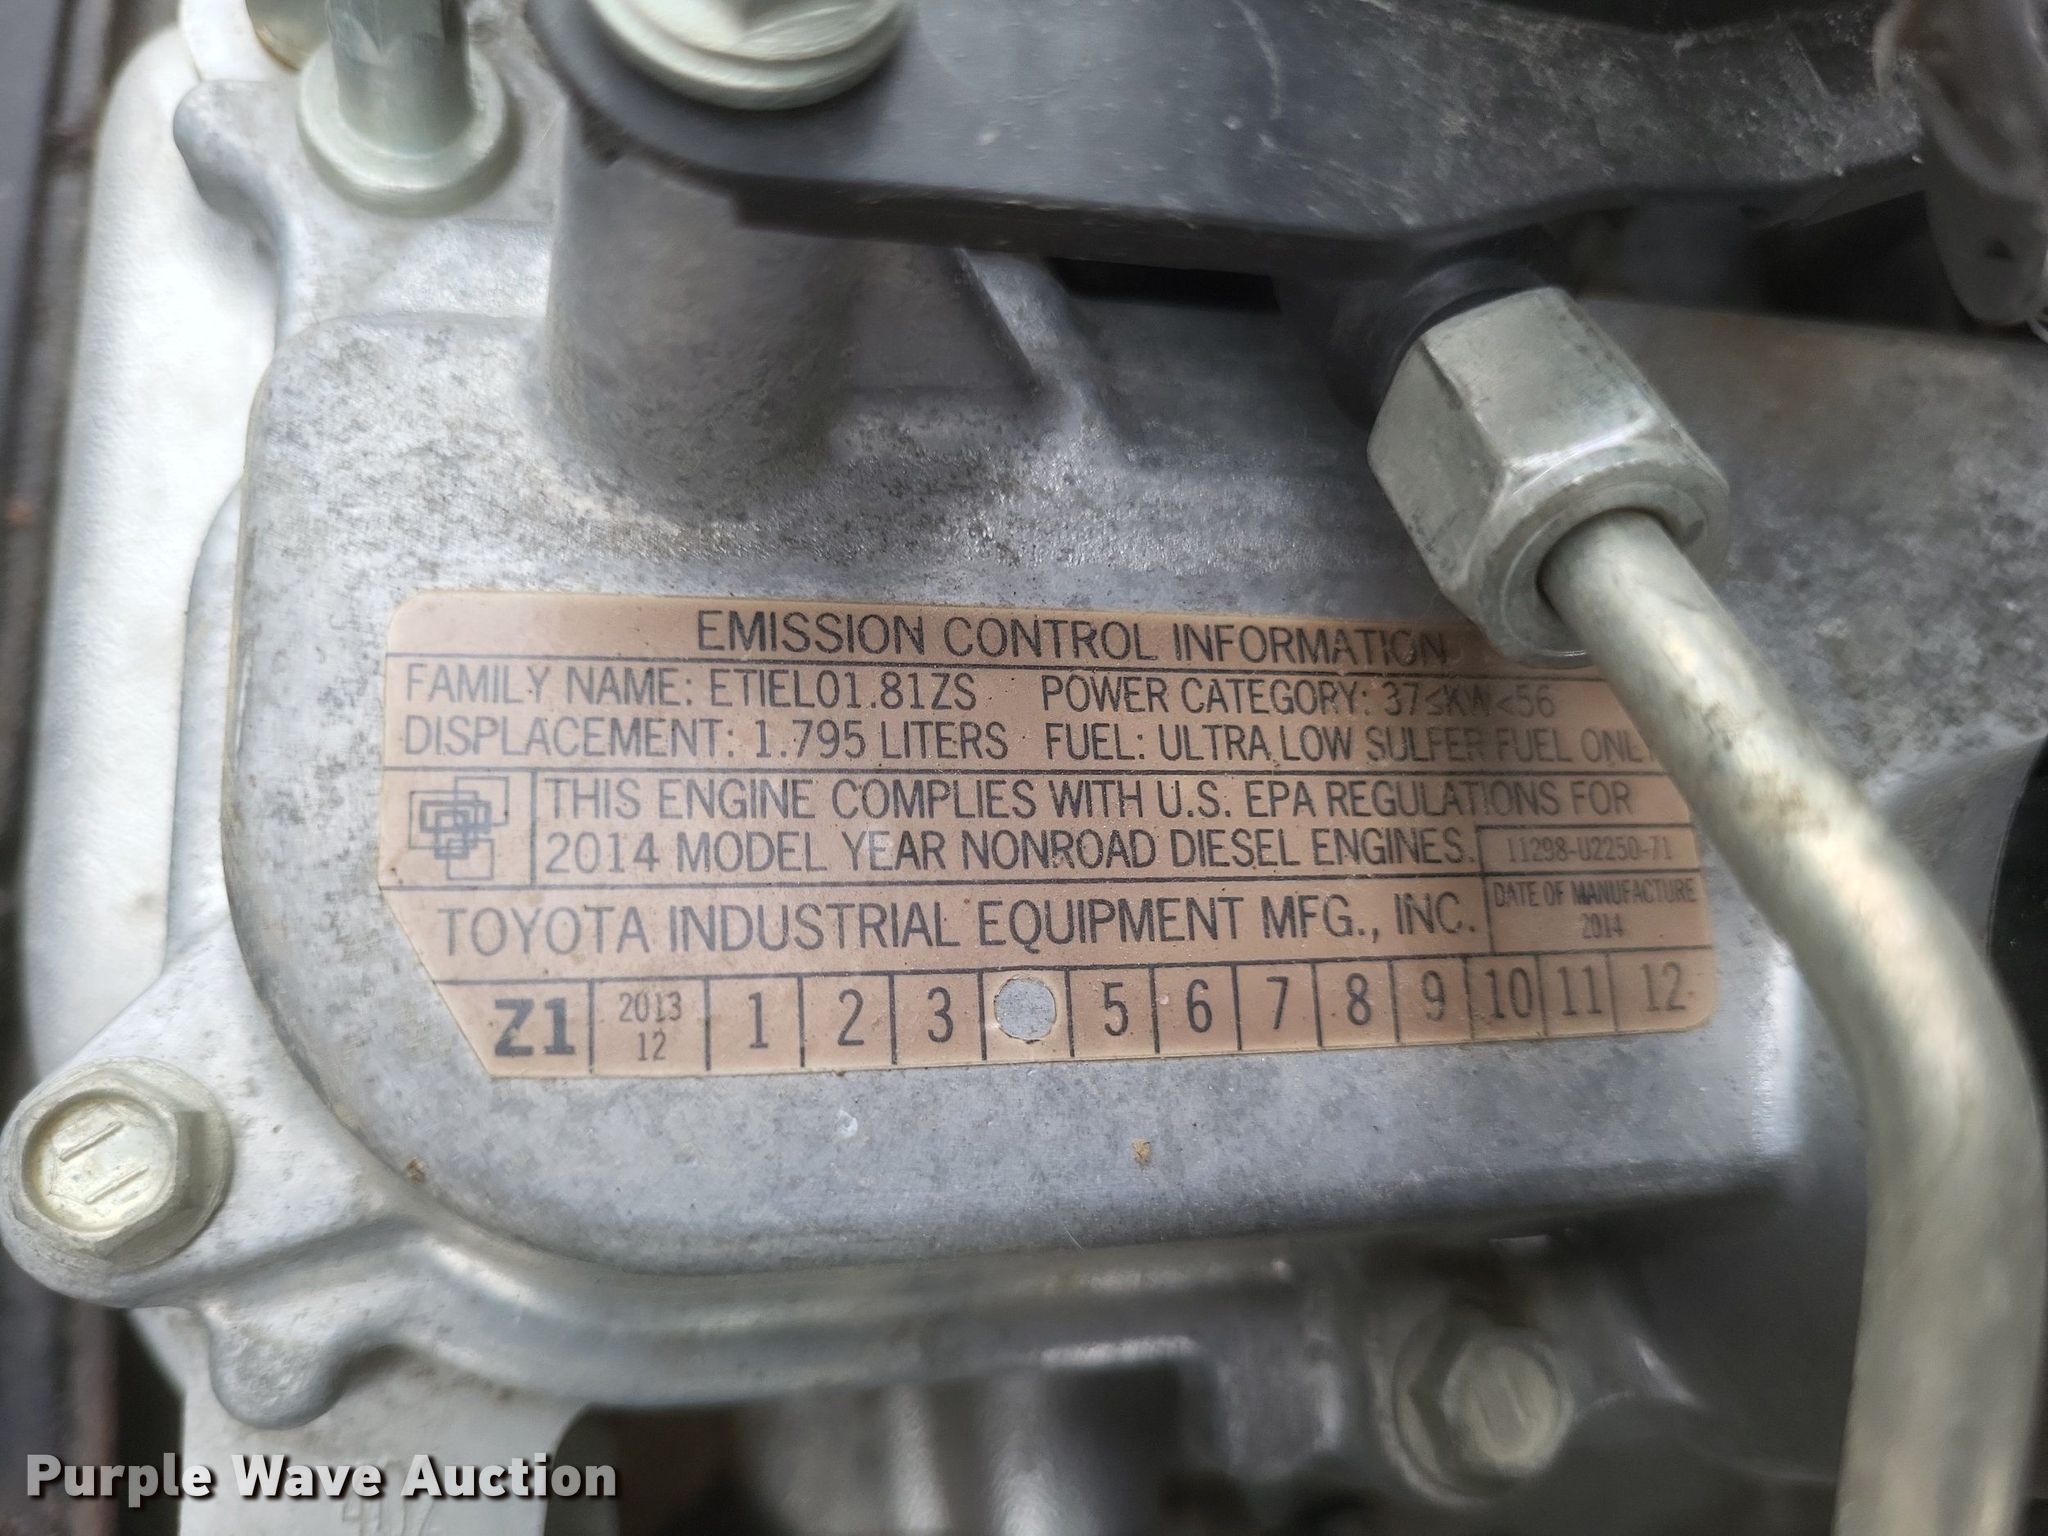 EMISSION CONTROL INFORMATION
FAMILY NAME: ETIEL01.81ZS POWER CATEGORY: 37≤KW<56
DISPLACEMENT: 1.795 LITERS FUEL: ULTRA LOW SULFER FUEL ONLY
THIS ENGINE COMPLIES WITH U.S. EPA REGULATIONS FOR
2014 MODEL YEAR NONROAD DIESEL ENGINES. 11298-U2250-71
TOYOTA INDUSTRIAL EQUIPMENT MFG., INC. DATE OF MANUFACTURE
2014
Z1 2013 1 2 3 5 6 7 8 9 10 11 12
12
Purple Wave Auction